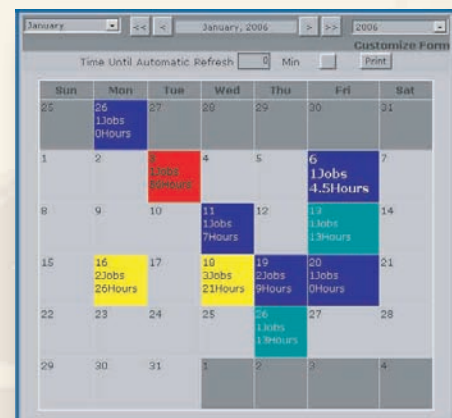 January << < January, 2006 > >> 2006
Customize Form
Time Until Automatic Refresh 0 Min Print
Sun Mon Tue Wed Thu Fri Sat
25 26 27 28 29 30 31
1Jobs
0Hours
1 2 3 4 5 6 7
1Jobs 1Jobs
4.5Hours
8 9 10 11 12 13 14
1Jobs 1Jobs
7Hours 13Hours
15 16 17 18 19 20 21
2Jobs 3Jobs 2Jobs 1Jobs
26Hours 21Hours 9Hours 0Hours
22 23 24 25 26 27 28
1Jobs
13Hours
29 30 31 1 2 3 4